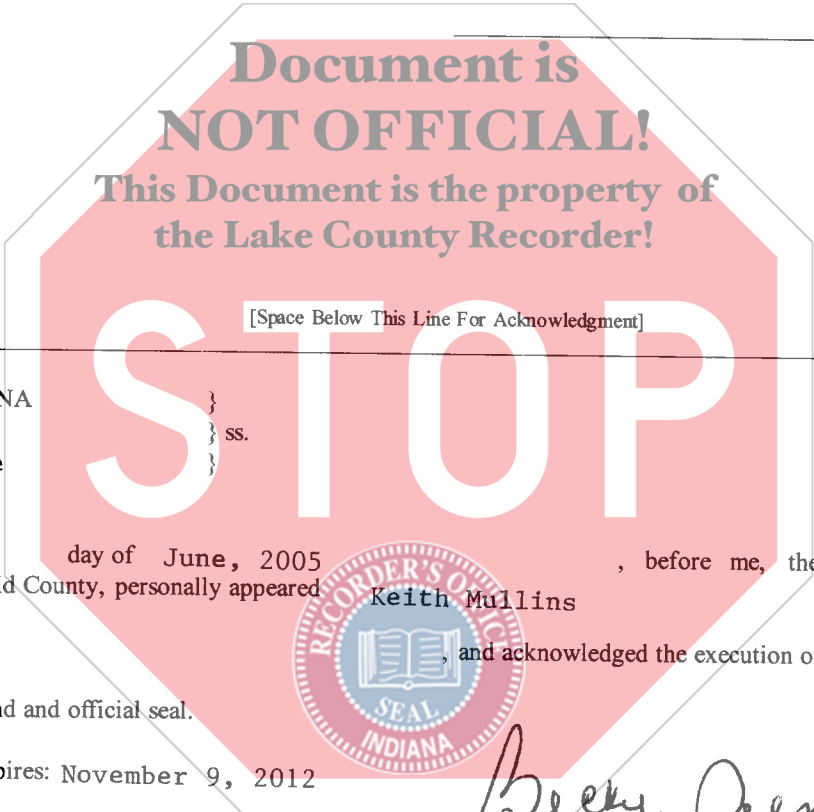 Document is
NOT OFFICIAL!
This Document is the property of
the Lake County Recorder!
[Space Below This Line For Acknowledgment]
STOP
NA }
} ss.
e }
day of June, 2005 , before me, the
d County, personally appeared Keith Mullins
, and acknowledged the execution o
nd and official seal.
RECORDER'S OFFICE
SEAL
INDIANA
pires: November 9, 2012
Becky